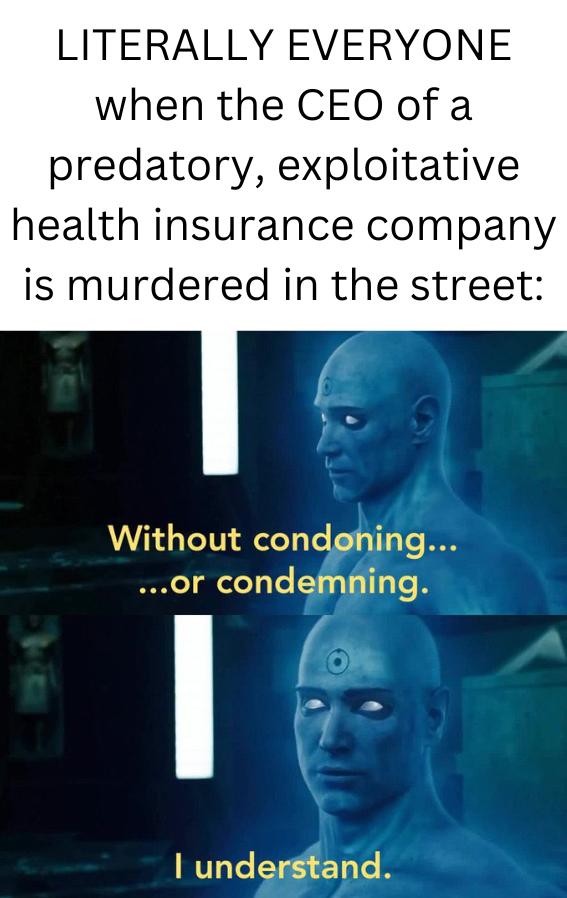 LITERALLY EVERYONE
when the CEO of a
predatory, exploitative
health insurance company
is murdered in the street:
Without condoning...
...or condemning.
I understand.